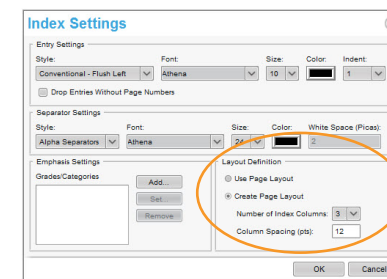 Index Settings
Entry Settings
Style: Font: Size: Color: Indent:
Conventional - Flush Left Athena 10 1
Drop Entries Without Page Numbers
Separator Settings
Style: Font: Size: Color: White Space (Picas):
Alpha Separators Athena 24 2
Emphasis Settings
Grades/Categories
Add...
Set...
Remove
Layout Definition
Use Page Layout
Create Page Layout
Number of Index Columns: 3
Column Spacing (pts): 12
OK Cancel